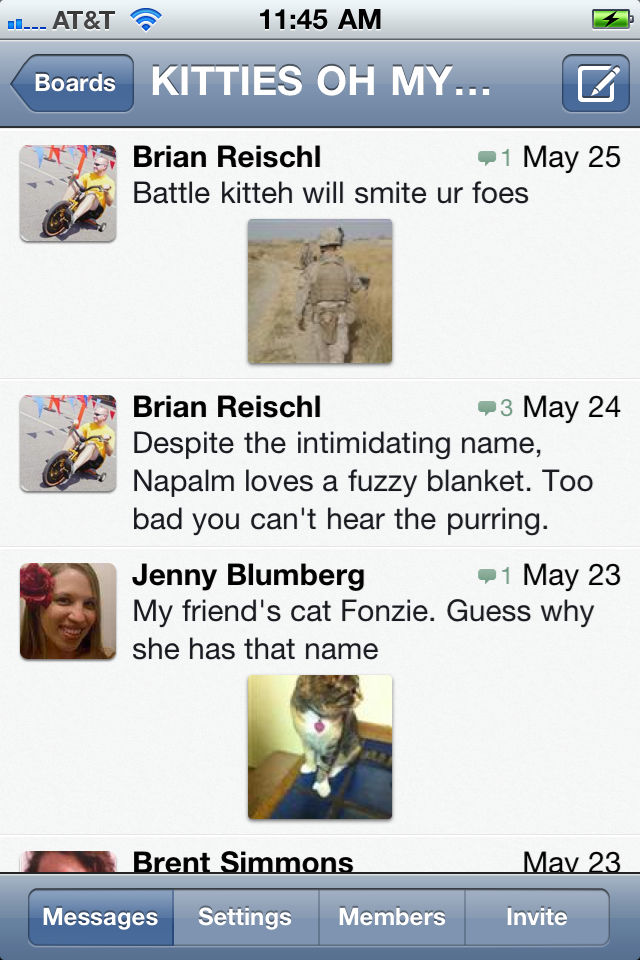 AT&T 11:45 AM
Boards KITTIES OH MY...
Brian Reischl 1 May 25
Battle kitteh will smite ur foes
Brian Reischl 3 May 24
Despite the intimidating name,
Napalm loves a fuzzy blanket. Too
bad you can't hear the purring.
Jenny Blumberg 1 May 23
My friend's cat Fonzie. Guess why
she has that name
Brent Simmons May 23
Messages Settings Members Invite